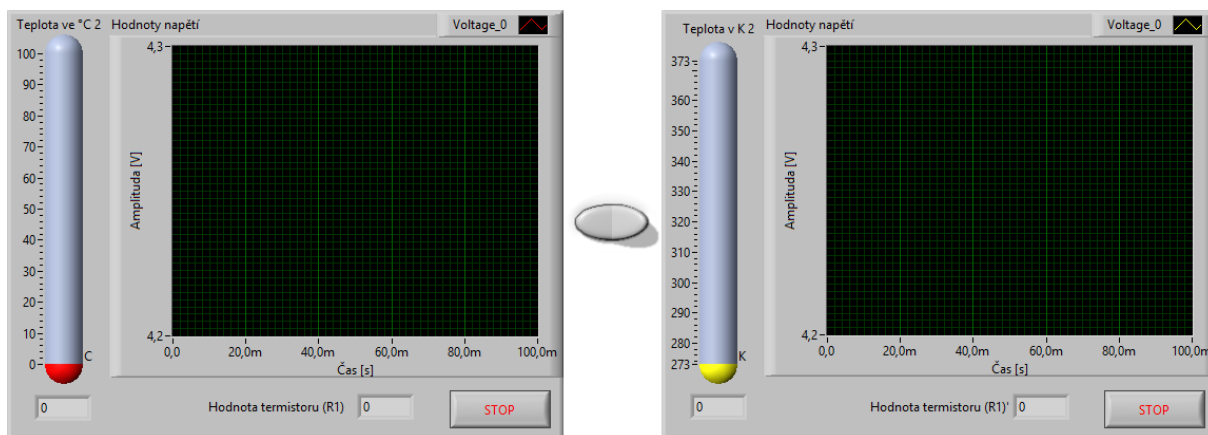 Teplota ve °C 2
Hodnoty napětí
Voltage_0
100
90
80
70
60
50
40
30
20
10
0
C
4,3
Amplituda [V]
4,2
0,0 20,0m 40,0m 60,0m 80,0m 100,0m
Čas [s]
0
Hodnota termistoru (R1) 0
STOP
Teplota v K 2
Hodnoty napětí
Voltage_0
373
360
350
340
330
320
310
300
290
280
273
K
4,3
Amplituda [V]
4,2
0,0 20,0m 40,0m 60,0m 80,0m 100,0m
Čas [s]
0
Hodnota termistoru (R1)' 0
STOP